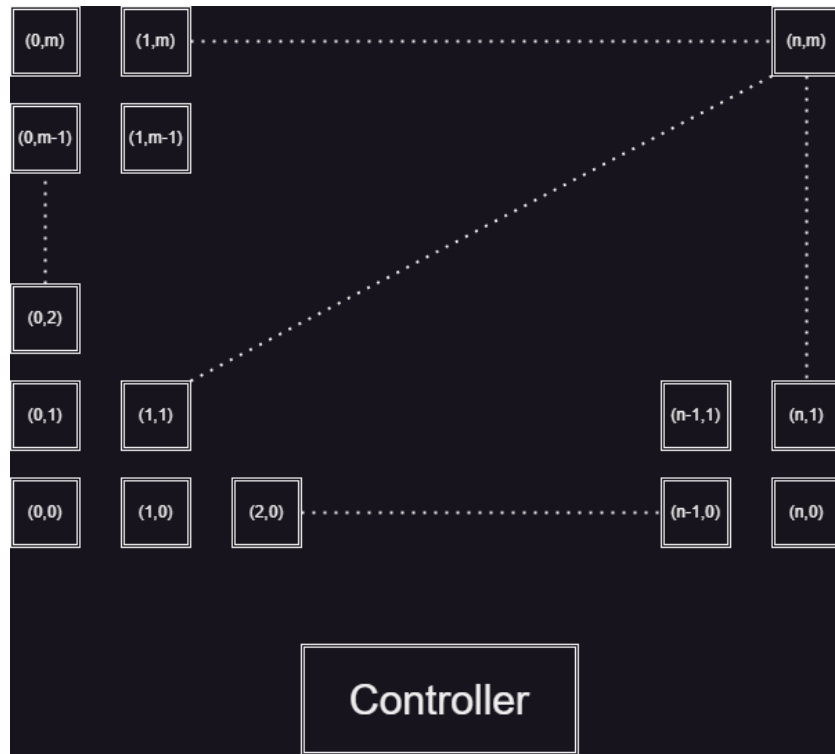 (0,m) (1,m) (n,m)
(0,m-1) (1,m-1)
(0,2)
(0,1) (1,1) (n-1,1) (n,1)
(0,0) (1,0) (2,0) (n-1,0) (n,0)
Controller